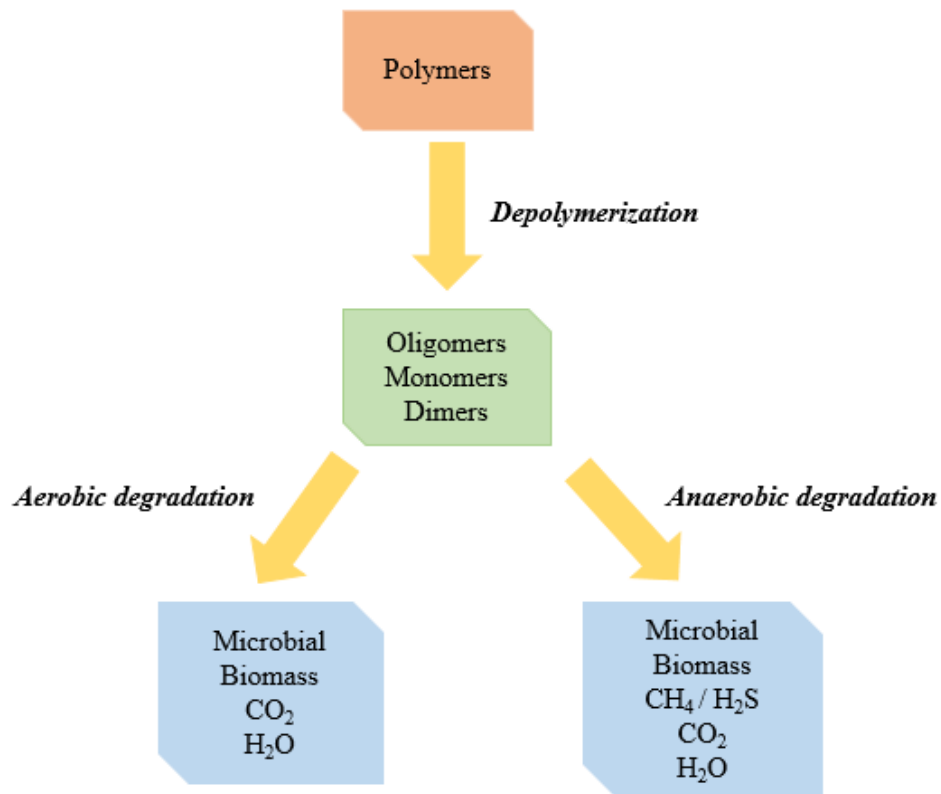 Polymers
Depolymerization
Oligomers
Monomers
Dimers
Aerobic degradation
Anaerobic degradation
Microbial
Biomass
CO₂
H₂O
Microbial
Biomass
CH₄ / H₂S
CO₂
H₂O